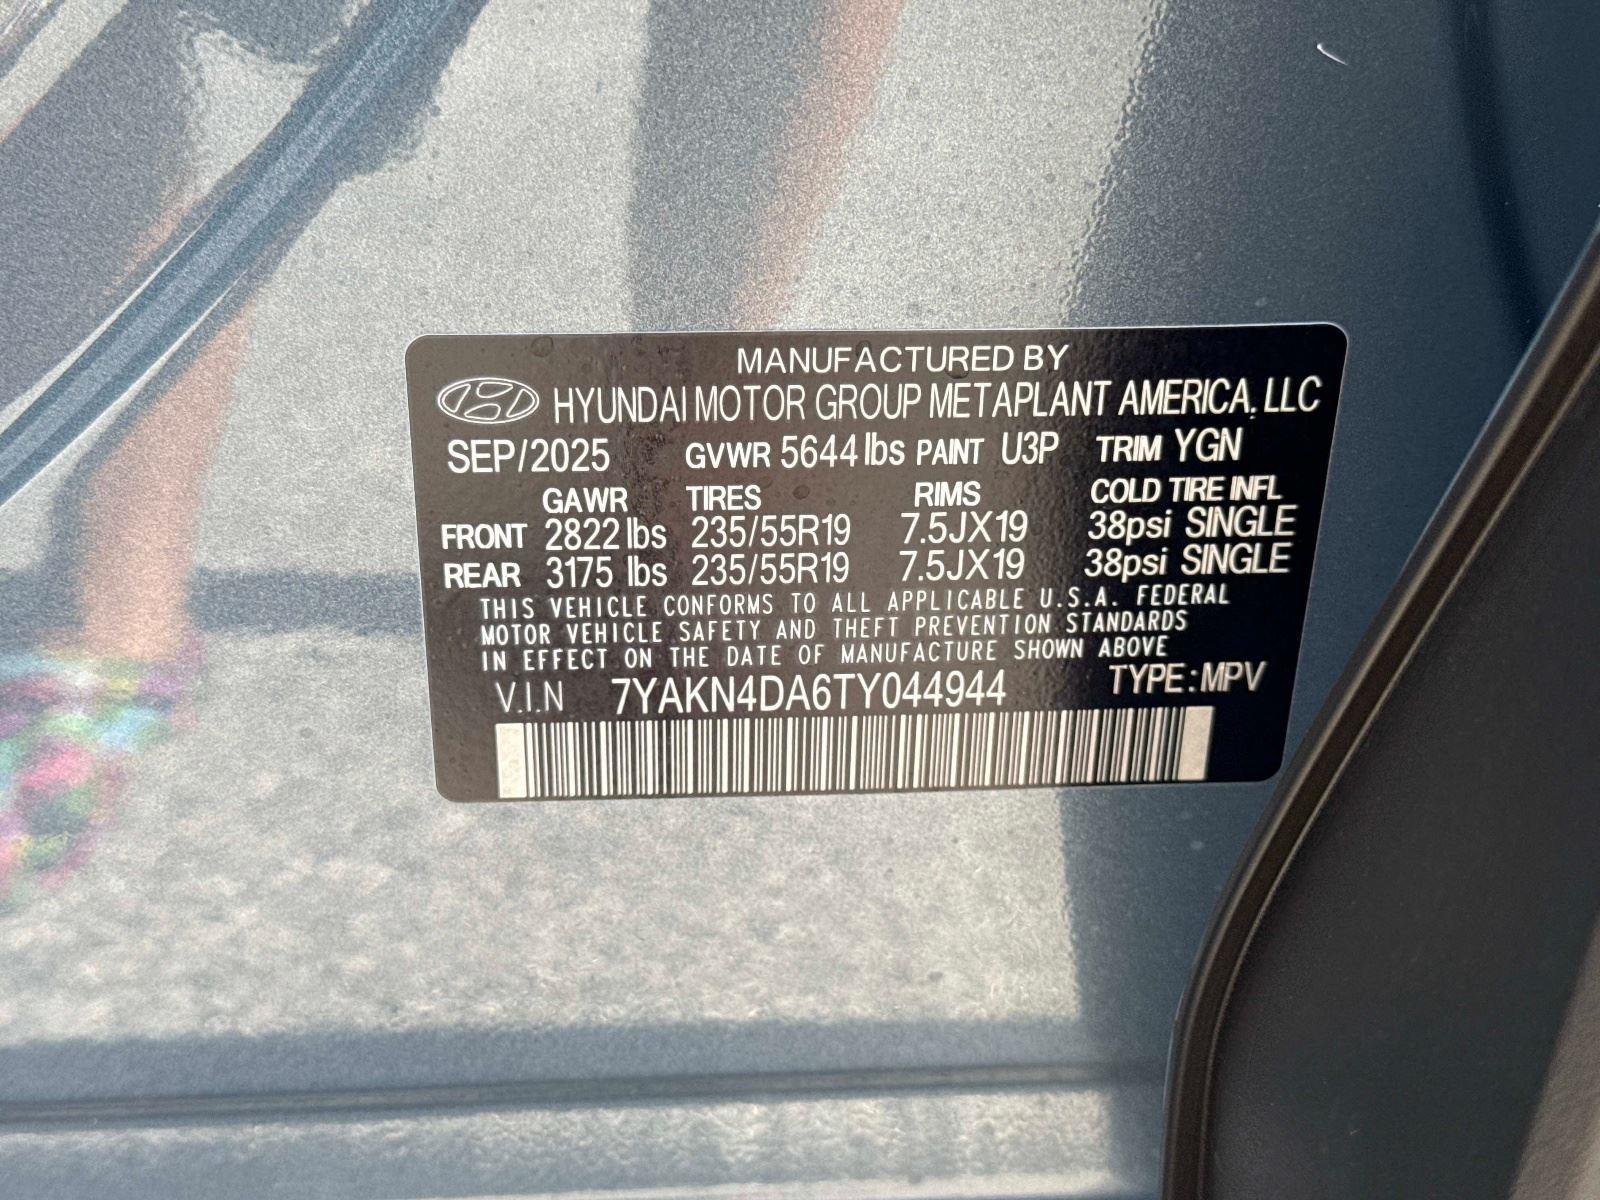 MANUFACTURED BY
HYUNDAI MOTOR GROUP METAPLANT AMERICA, LLC
SEP/2025 GVWR 5644 lbs PAINT U3P TRIM YGN
GAWR TIRES RIMS COLD TIRE INFL
FRONT 2822 lbs 235/55R19 7.5JX19 38psi SINGLE
REAR 3175 lbs 235/55R19 7.5JX19 38psi SINGLE
THIS VEHICLE CONFORMS TO ALL APPLICABLE U.S.A. FEDERAL
MOTOR VEHICLE SAFETY AND THEFT PREVENTION STANDARDS
IN EFFECT ON THE DATE OF MANUFACTURE SHOWN ABOVE
V.I.N 7YAKN4DA6TY044944 TYPE: MPV